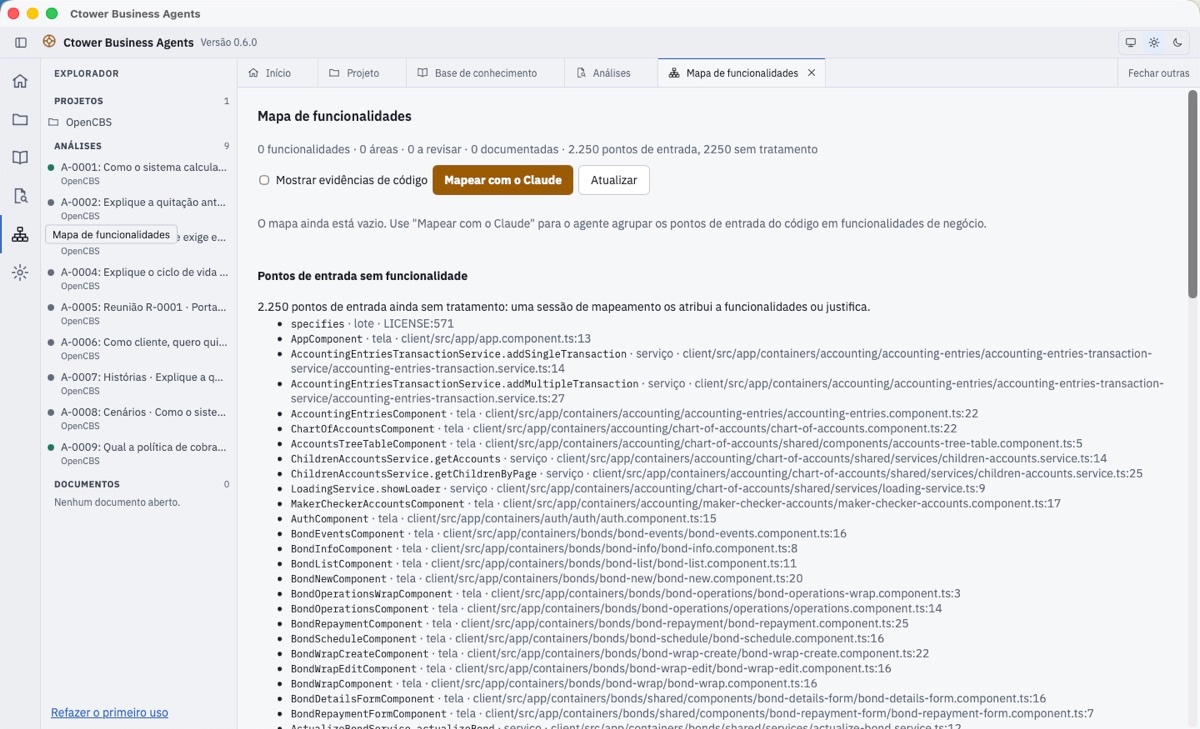 Ctower Business Agents
Ctower Business Agents Versão 0.6.0
EXPLORADOR
PROJETOS 1
OpenCBS
ANÁLISES 9
A-0001: Como o sistema calcula...
OpenCBS
A-0002: Explique a quitação ant...
OpenCBS
Mapa de funcionalidades
exige e...
OpenCBS
A-0004: Explique o ciclo de vida ...
OpenCBS
A-0005: Reunião R-0001 · Porta...
OpenCBS
A-0006: Como cliente, quero qui...
OpenCBS
A-0007: Histórias · Explique a q...
OpenCBS
A-0008: Cenários · Como o siste...
OpenCBS
A-0009: Qual a política de cobra...
OpenCBS
DOCUMENTOS 0
Nenhum documento aberto.
Refazer o primeiro uso
Início
Projeto
Base de conhecimento
Análises
Mapa de funcionalidades
Fechar outras
Mapa de funcionalidades
0 funcionalidades · 0 áreas · 0 a revisar · 0 documentadas · 2.250 pontos de entrada, 2250 sem tratamento
Mostrar evidências de código
Mapear com o Claude
Atualizar
O mapa ainda está vazio. Use "Mapear com o Claude" para o agente agrupar os pontos de entrada do código em funcionalidades de negócio.
Pontos de entrada sem funcionalidade
2.250 pontos de entrada ainda sem tratamento: uma sessão de mapeamento os atribui a funcionalidades ou justifica.
specifies · lote · LICENSE:571
AppComponent · tela · client/src/app/app.component.ts:13
AccountingEntriesTransactionService.addSingleTransaction · serviço · client/src/app/containers/accounting/accounting-entries/accounting-entries-transaction-
service/accounting-entries-transaction.service.ts:14
AccountingEntriesTransactionService.addMultipleTransaction · serviço · client/src/app/containers/accounting/accounting-entries/accounting-entries-transaction-
service/accounting-entries-transaction.service.ts:27
AccountingEntriesComponent · tela · client/src/app/containers/accounting/accounting-entries/accounting-entries.component.ts:22
ChartOfAccountsComponent · tela · client/src/app/containers/accounting/chart-of-accounts/chart-of-accounts.component.ts:22
AccountsTreeTableComponent · tela · client/src/app/containers/accounting/chart-of-accounts/shared/components/accounts-tree-table.component.ts:5
ChildrenAccountsService.getAccounts · serviço · client/src/app/containers/accounting/chart-of-accounts/shared/services/children-accounts.service.ts:14
ChildrenAccountsService.getChildrenByPage · serviço · client/src/app/containers/accounting/chart-of-accounts/shared/services/children-accounts.service.ts:25
LoadingService.showLoader · serviço · client/src/app/containers/accounting/chart-of-accounts/shared/services/loading-service.ts:9
MakerCheckerAccountsComponent · tela · client/src/app/containers/accounting/maker-checker-accounts/maker-checker-accounts.component.ts:17
AuthComponent · tela · client/src/app/containers/auth/auth/auth.component.ts:15
BondEventsComponent · tela · client/src/app/containers/bonds/bond-events/bond-events.component.ts:16
BondInfoComponent · tela · client/src/app/containers/bonds/bond-info/bond-info.component.ts:8
BondListComponent · tela · client/src/app/containers/bonds/bond-list/bond-list.component.ts:11
BondNewComponent · tela · client/src/app/containers/bonds/bond-new/bond-new.component.ts:20
BondOperationsWrapComponent · tela · client/src/app/containers/bonds/bond-operations/bond-operations-wrap.component.ts:3
BondOperationsComponent · tela · client/src/app/containers/bonds/bond-operations/operations/operations.component.ts:14
BondRepaymentComponent · tela · client/src/app/containers/bonds/bond-repayment/bond-repayment.component.ts:25
BondScheduleComponent · tela · client/src/app/containers/bonds/bond-schedule/bond-schedule.component.ts:16
BondWrapCreateComponent · tela · client/src/app/containers/bonds/bond-wrap-create/bond-wrap-create.component.ts:22
BondWrapEditComponent · tela · client/src/app/containers/bonds/bond-wrap-edit/bond-wrap-edit.component.ts:16
BondWrapComponent · tela · client/src/app/containers/bonds/bond-wrap/bond-wrap.component.ts:16
BondDetailsFormComponent · tela · client/src/app/containers/bonds/shared/components/bond-details-form/bond-details-form.component.ts:16
BondRepaymentFormComponent · tela · client/src/app/containers/bonds/shared/components/bond-repayment-form/bond-repayment-form.component.ts:7
ActualizeBondService.actualizeBond · serviço · client/src/app/containers/bonds/shared/services/actualize-bond.service.ts:12